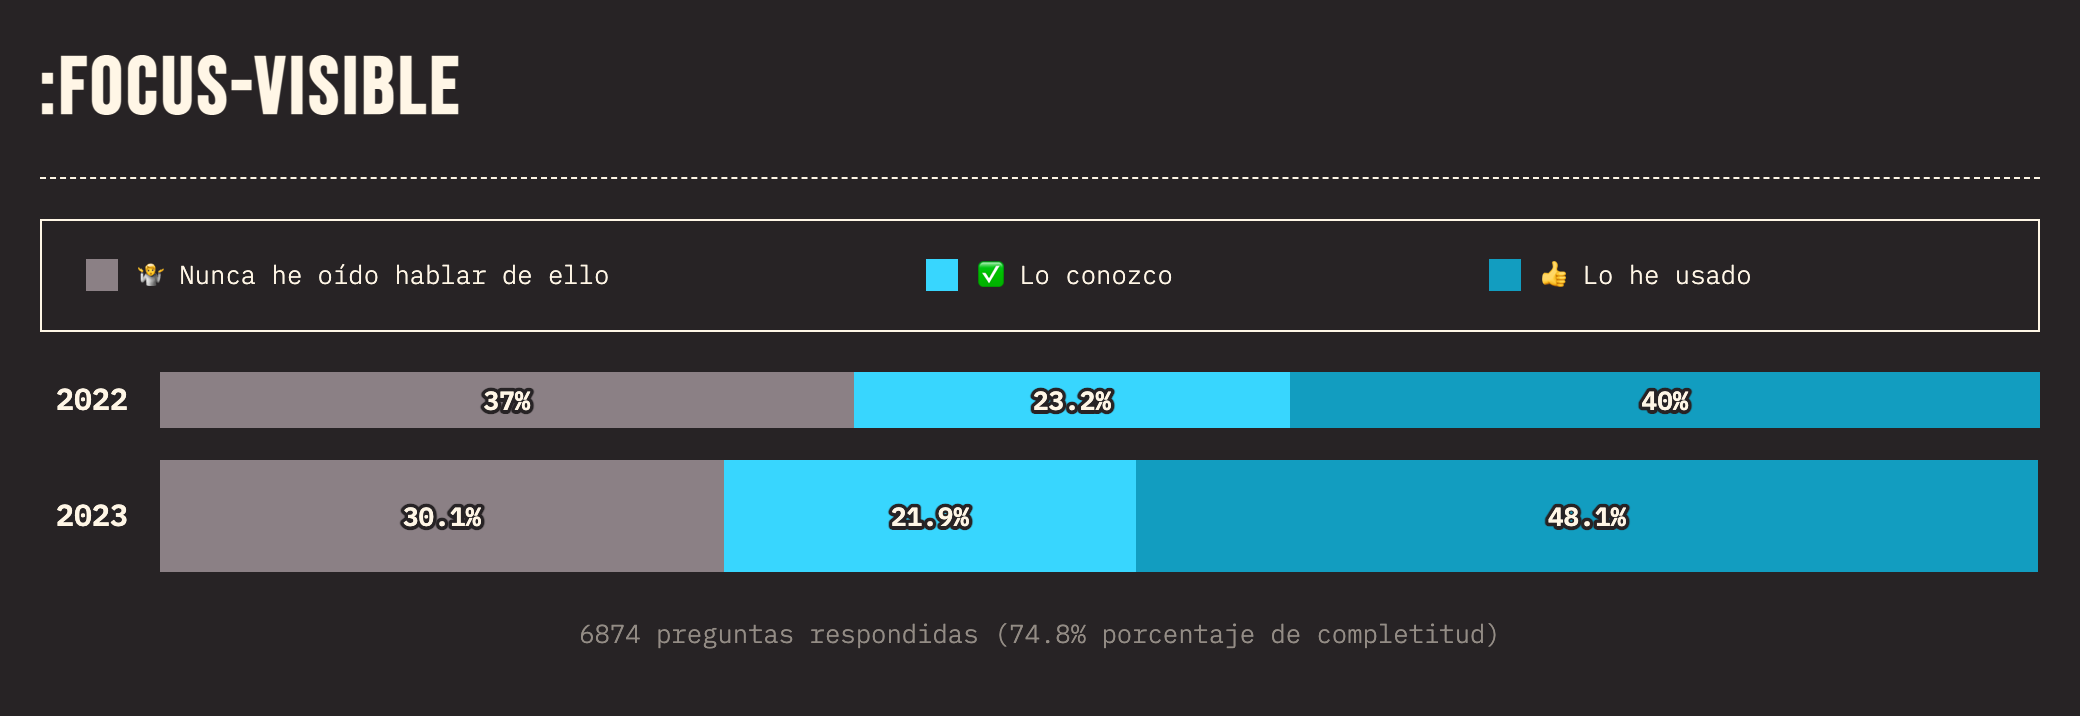 :FOCUS-VISIBLE
🤷 Nunca he oído hablar de ello ✅ Lo conozco 👍 Lo he usado
2022 37% 23.2% 40%
2023 30.1% 21.9% 48.1%
6874 preguntas respondidas (74.8% porcentaje de completitud)